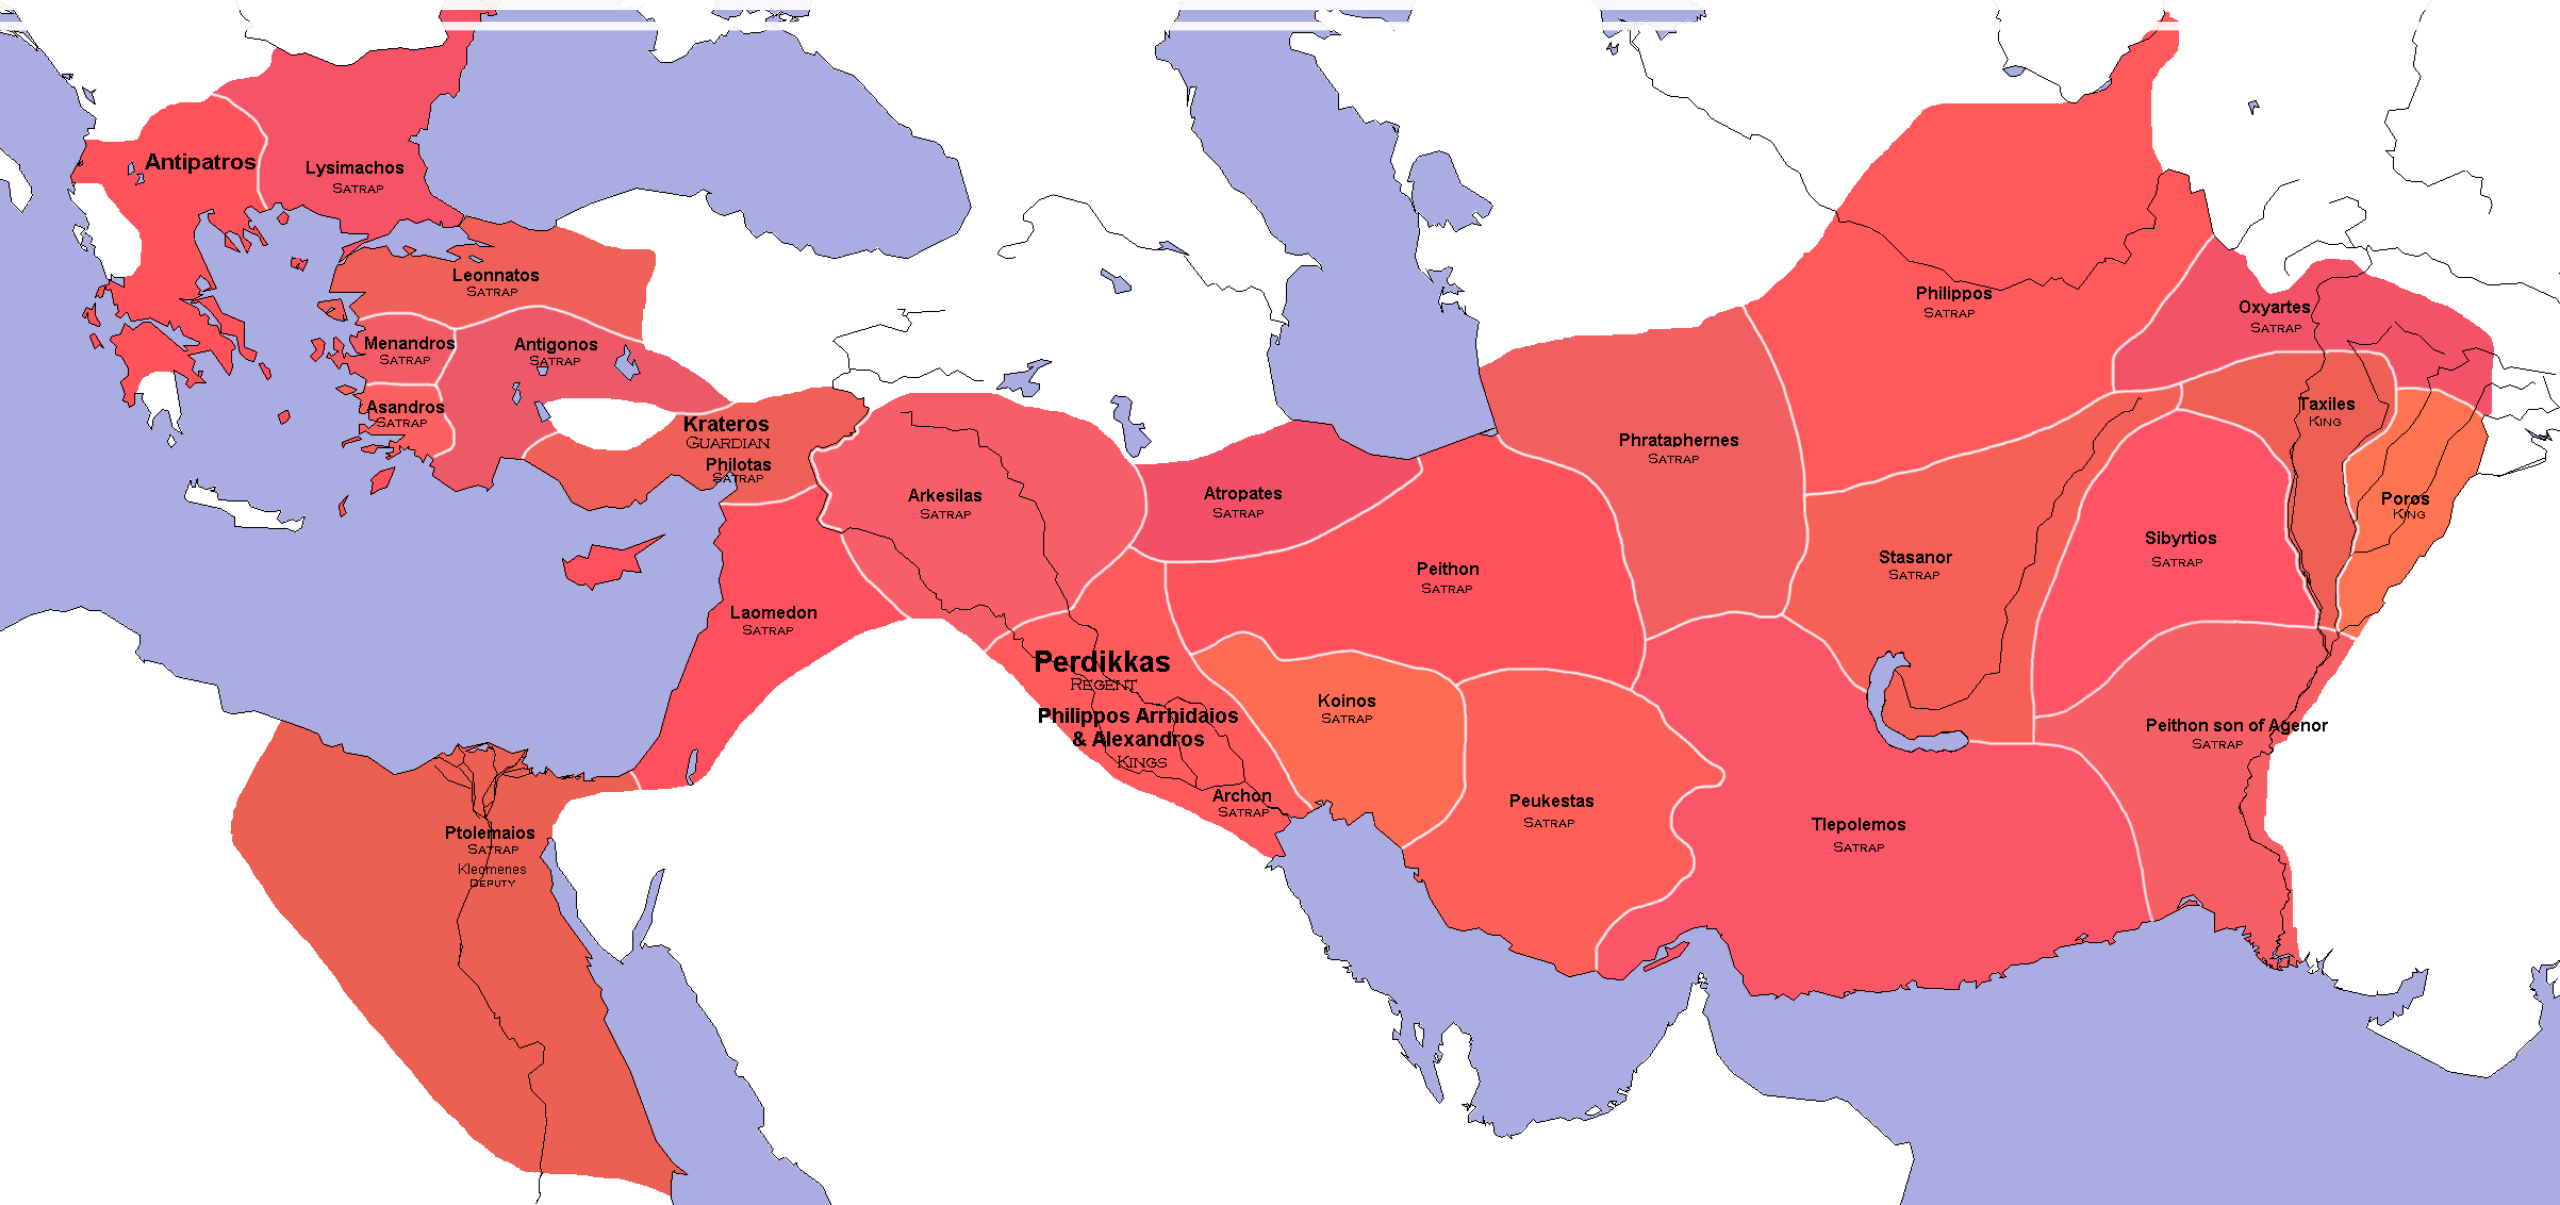 Antipatros
Lysimachos
SATRAP
Leonnatos
SATRAP
Menandros
SATRAP
Antigonos
SATRAP
Asandros
SATRAP
Krateros
GUARDIAN
Philotas
SATRAP
Arkesilas
SATRAP
Atropates
SATRAP
Laomedon
SATRAP
Perdikkas
REGENT
Philippos Arrhidaios
& Alexandros
KINGS
Archon
SATRAP
Ptolemaios
SATRAP
Kleomenes
DEPUTY
Peithon
SATRAP
Koinos
SATRAP
Peukestas
SATRAP
Phrataphernes
SATRAP
Philippos
SATRAP
Oxyartes
SATRAP
Taxiles
KING
Poros
KING
Stasanor
SATRAP
Sibyrtios
SATRAP
Peithon son of Agenor
SATRAP
Tlepolemos
SATRAP